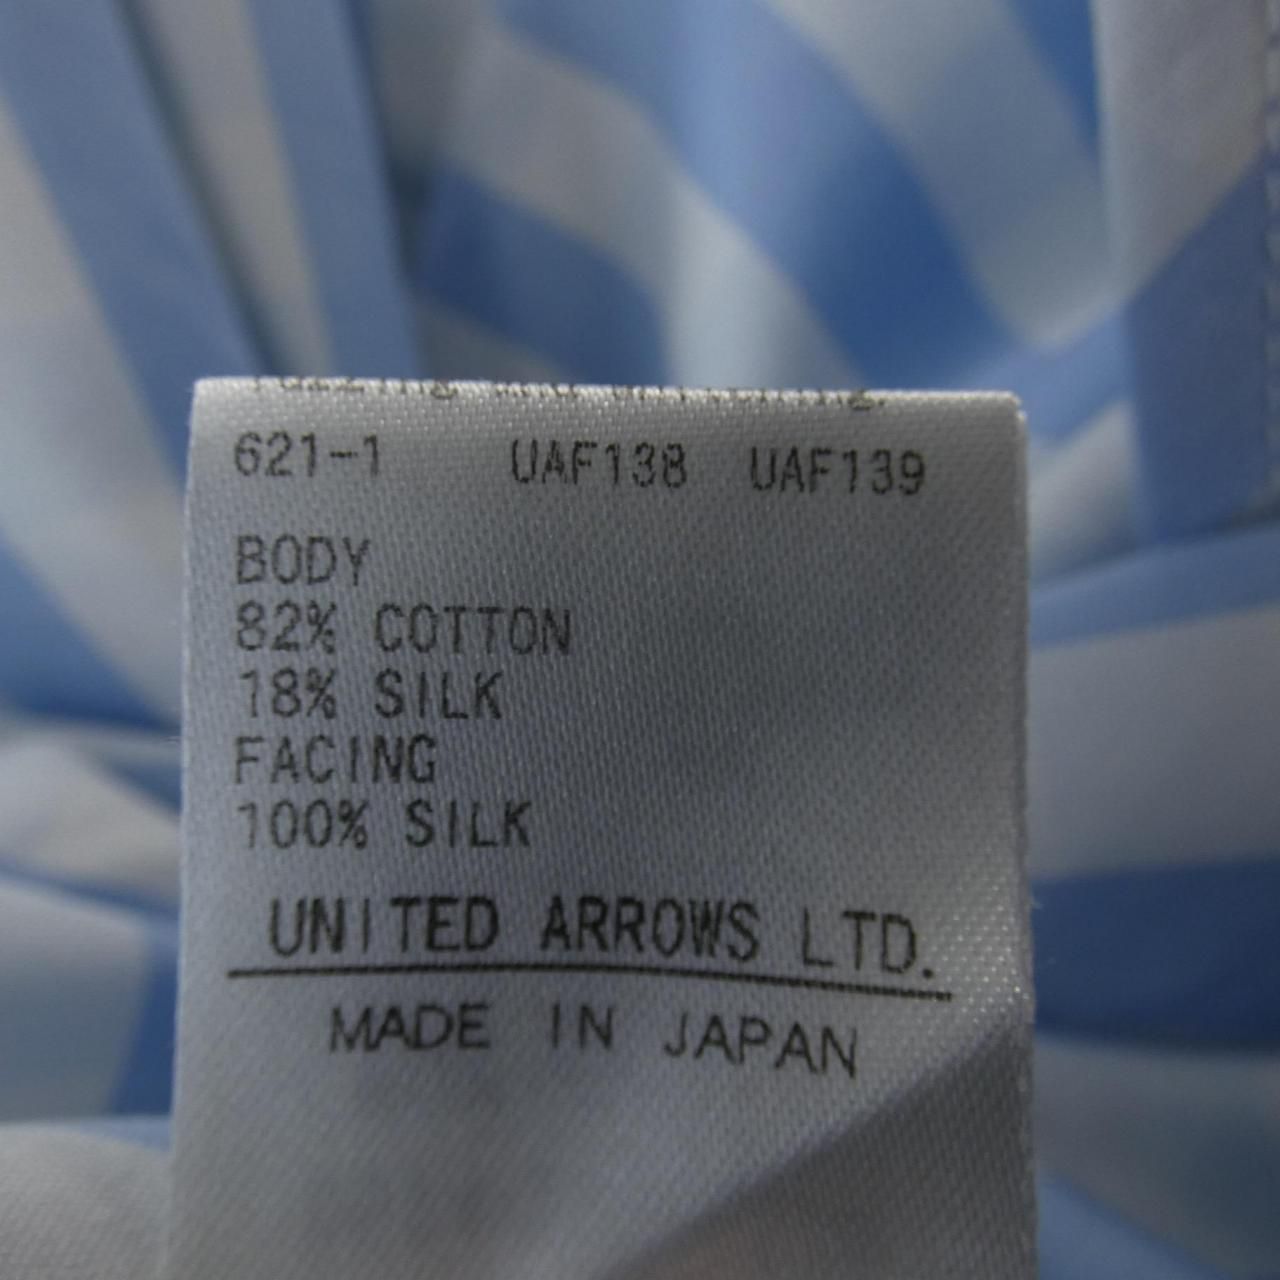 621-1 UAF138 UAF139
BODY
82% COTTON
18% SILK
FACING
100% SILK
UNITED ARROWS LTD.
MADE IN JAPAN